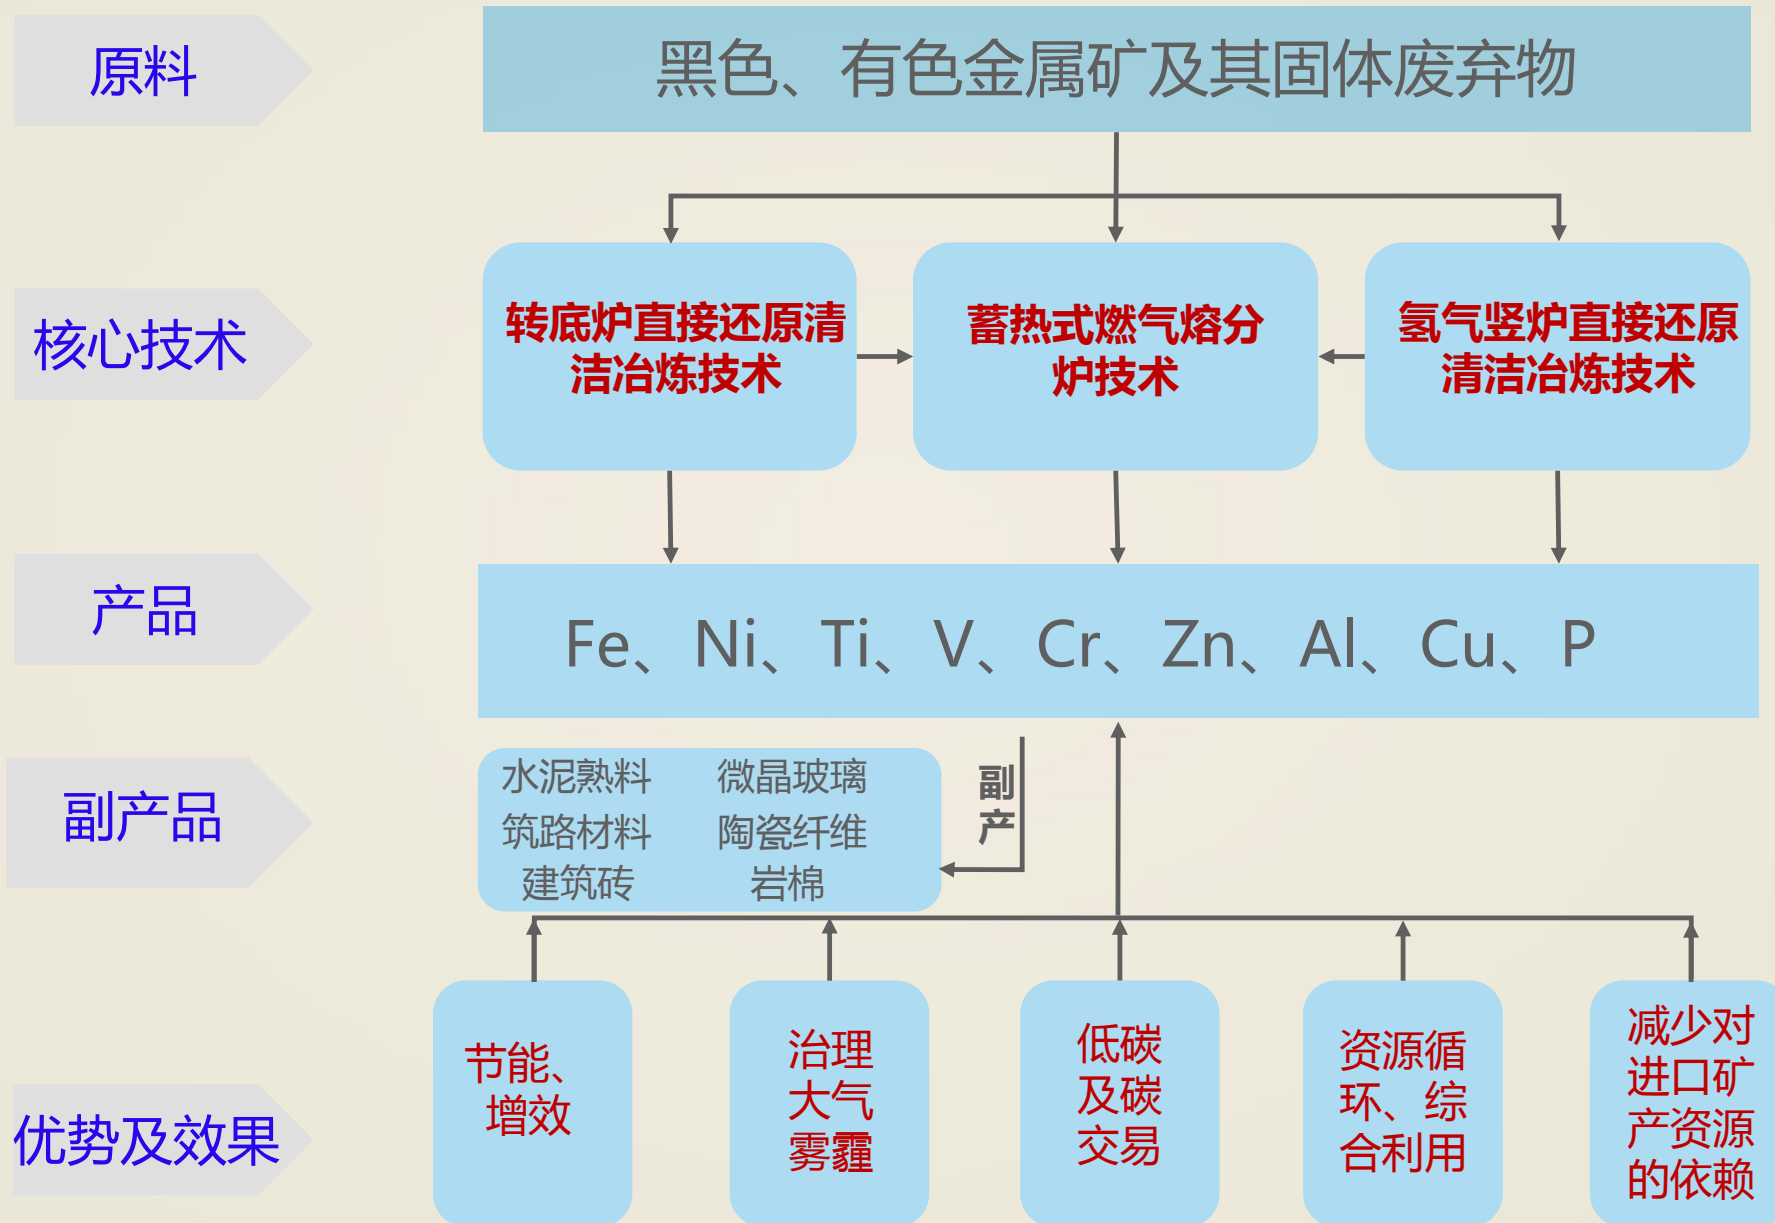 原料
黑色、有色金属矿及其固体废弃物
核心技术
转底炉直接还原清
洁冶炼技术
蓄热式燃气熔分
炉技术
氢气竖炉直接还原
清洁冶炼技术
产品
Fe、Ni、Ti、V、Cr、Zn、Al、Cu、P
副产品
水泥熟料 微晶玻璃
筑路材料 陶瓷纤维
建筑砖 岩棉
副
产
优势及效果
节能、
增效
治理
大气
雾霾
低碳
及碳
交易
资源循
环、综
合利用
减少对
进口矿
产资源
的依赖